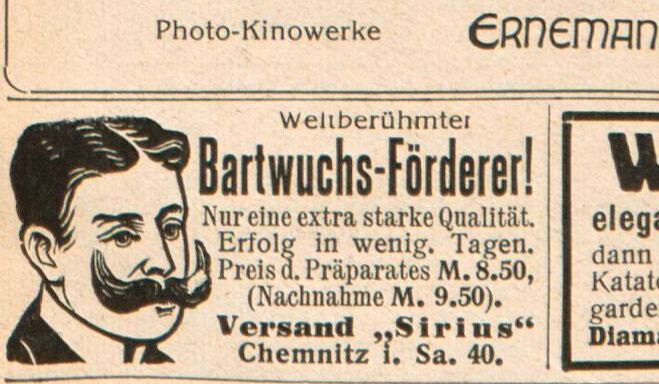 Photo-Kinowerke
Weltberühmter
Bartwuchs-Förderer!
Nur eine extra starke Qualität.
Erfolg in wenig. Tagen.
Preis d. Präparates M. 8.50,
(Nachnahme M. 9.50).
Versand „Sirius“
Chemnitz i. Sa. 40.
dann